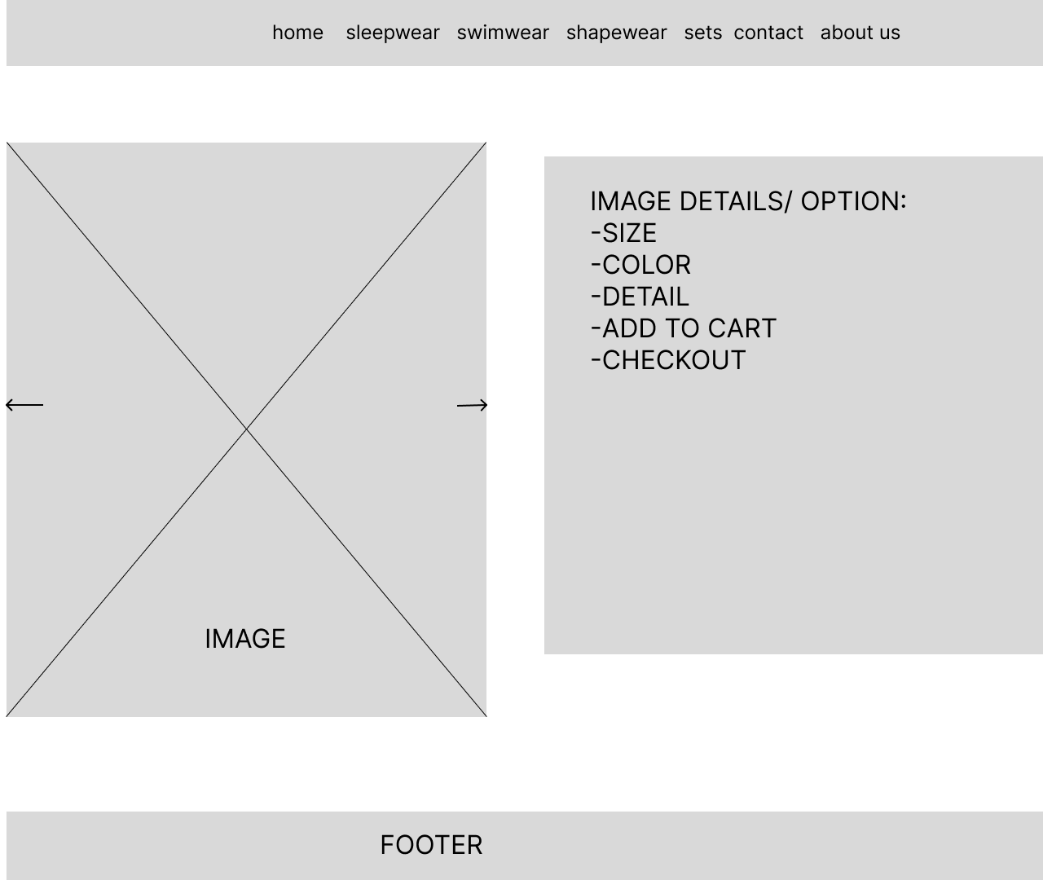 home sleepwear swimwear shapewear sets contact about us
IMAGE DETAILS/ OPTION:
-SIZE
-COLOR
-DETAIL
-ADD TO CART
-CHECKOUT
IMAGE
FOOTER